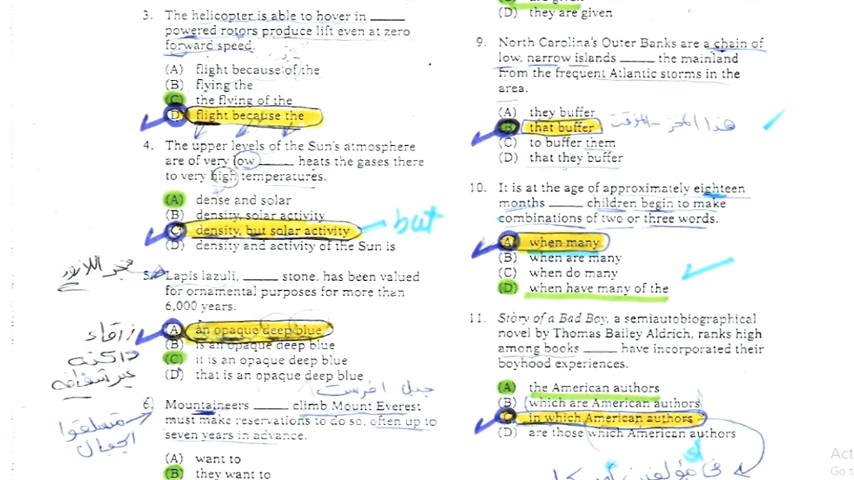 3. The helicopter is able to hover in ____
powered rotors produce lift even at zero
forward speed.
(A) flight because of the
(B) flying the
(C) the flying of the
(D) flight because the
4. The upper levels of the Sun's atmosphere
are of very low ____ heats the gases there
to very high temperatures.
(A) dense and solar
(B) density solar activity
(C) density, but solar activity
but
(D) density and activity of the Sun is
5. Lapis lazuli, ____ stone, has been valued
for ornamental purposes for more than
6,000 years.
(A) an opaque deep blue
زرقاء
(B) is an opaque deep blue
داكنة
(C) it is an opaque deep blue
غير شفافة
(D) that is an opaque deep blue
جبل افرست
6. Mountaineers ____ climb Mount Everest
must make reservations to do so, often up to
seven years in advance.
متسلقوا
الجبال
(A) want to
(B) they want to
(D) they are given
9. North Carolina's Outer Banks are a chain of
low, narrow islands ____ the mainland
from the frequent Atlantic storms in the
area.
(A) they buffer
(B) that buffer
هذا
(C) to buffer them
(D) that they buffer
10. It is at the age of approximately eighteen
months ____ children begin to make
combinations of two or three words.
(A) when many
(B) when are many
(C) when do many
(D) when have many of the
11. Story of a Bad Boy, a semiautobiographical
novel by Thomas Bailey Aldrich, ranks high
among books ____ have incorporated their
boyhood experiences.
(A) the American authors
(B) which are American authors
(C) in which American authors
(D) are those which American authors
Act
Go t